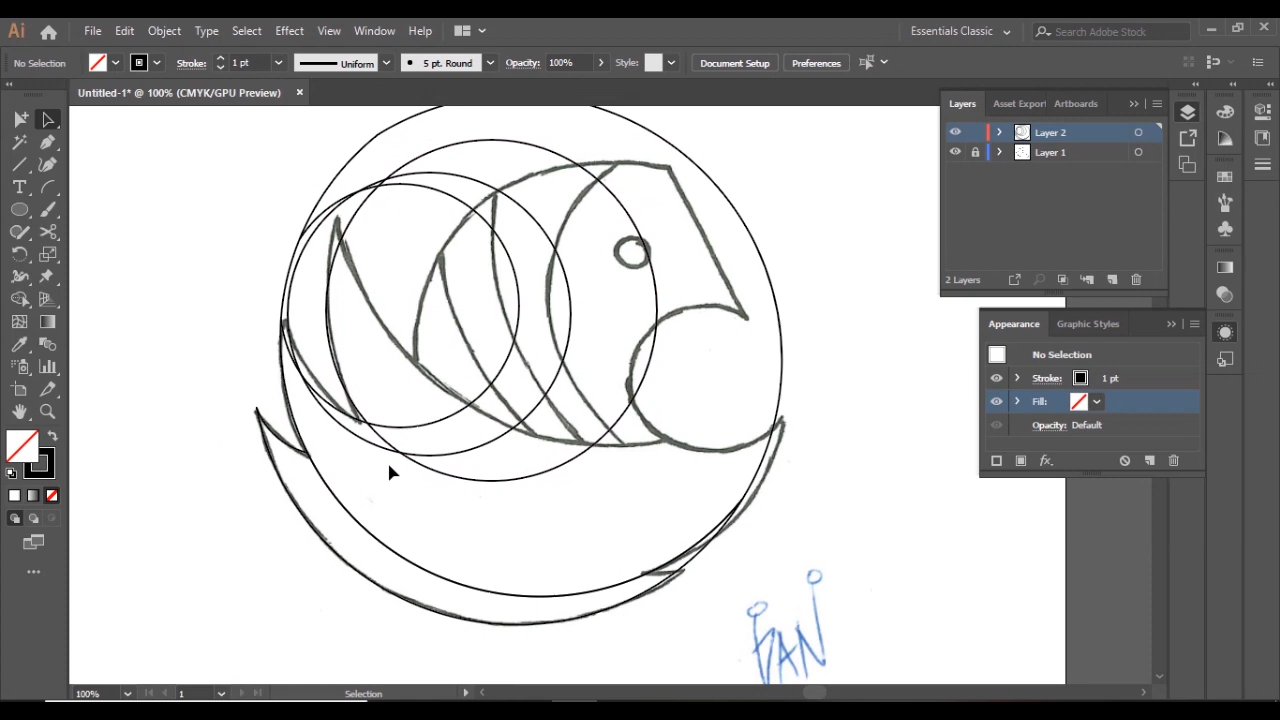 Ai File Edit Object Type Select Effect View Window Help Essentials Classic Search Adobe Stock
No Selection Stroke: 1 pt Uniform 5 pt. Round Opacity: 100% Style: Document Setup Preferences
Untitled-1* @ 100% (CMYK/GPU Preview)
Layers Asset Export Artboards
Layer 2
Layer 1
2 Layers
Appearance Graphic Styles
No Selection
Stroke: 1 pt
Fill:
Opacity: Default
100% 1 Selection